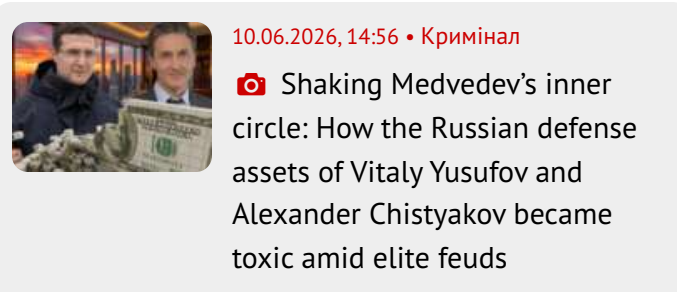 10.06.2026, 14:56 • Кримінал
Shaking Medvedev’s inner
circle: How the Russian defense
assets of Vitaly Yusufov and
Alexander Chistyakov became
toxic amid elite feuds